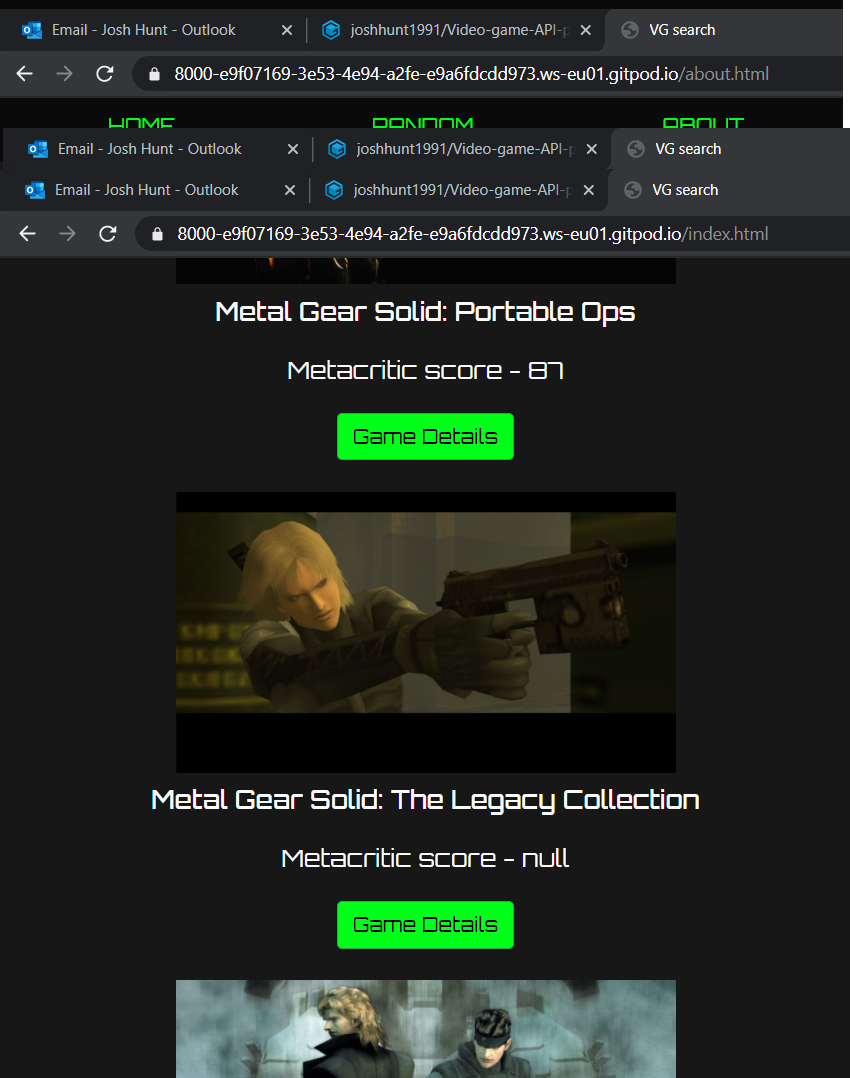 Email - Josh Hunt - Outlook joshhunt1991/Video-game-API-p VG search
8000-e9f07169-3e53-4e94-a2fe-e9a6fdcdd973.ws-eu01.gitpod.io/about.html
HOME RANDOM ABOUT
Email - Josh Hunt - Outlook joshhunt1991/Video-game-API-p VG search
Email - Josh Hunt - Outlook joshhunt1991/Video-game-API-p VG search
8000-e9f07169-3e53-4e94-a2fe-e9a6fdcdd973.ws-eu01.gitpod.io/index.html
Metal Gear Solid: Portable Ops
Metacritic score - 87
Game Details
Metal Gear Solid: The Legacy Collection
Metacritic score - null
Game Details